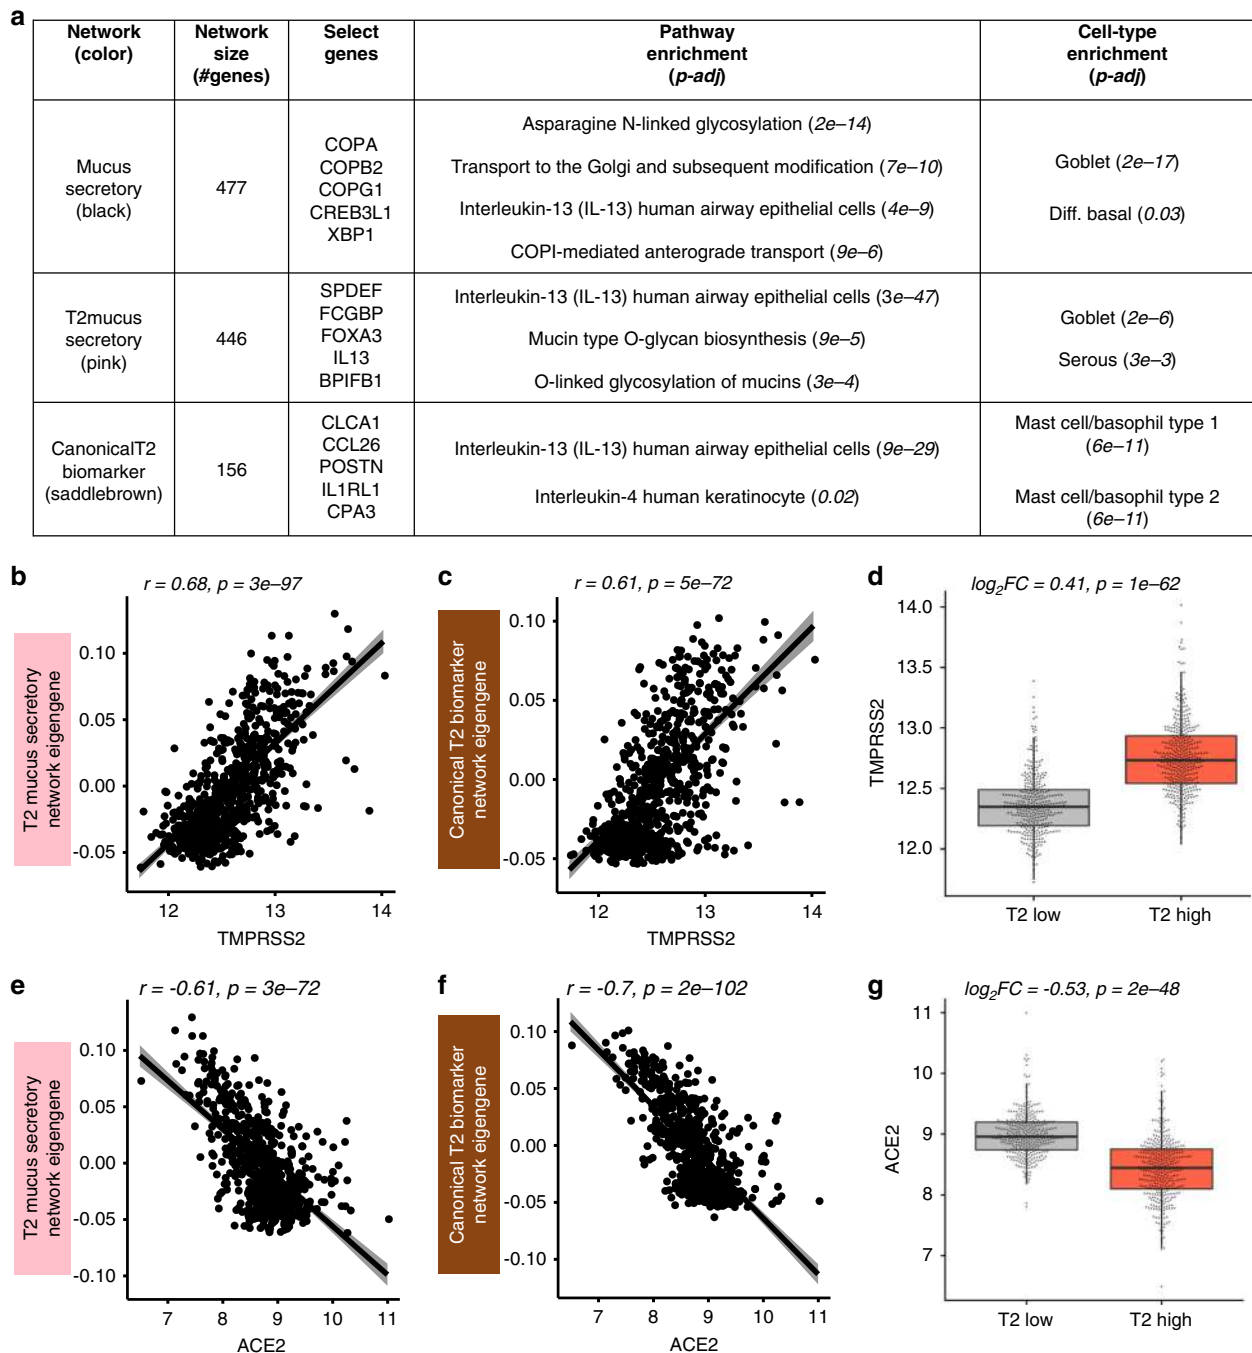 a
Network
(color)
Network
size
(#genes)
Select
genes
Pathway
enrichment
(p-adj)
Cell-type
enrichment
(p-adj)
Mucus
secretory
(black)
477
COPA
COPB2
COPG1
CREB3L1
XBP1
Asparagine N-linked glycosylation (2e–14)
Transport to the Golgi and subsequent modification (7e–10)
Interleukin-13 (IL-13) human airway epithelial cells (4e–9)
COPI-mediated anterograde transport (9e–6)
Goblet (2e–17)
Diff. basal (0.03)
T2mucus
secretory
(pink)
446
SPDEF
FCGBP
FOXA3
IL13
BPIFB1
Interleukin-13 (IL-13) human airway epithelial cells (3e–47)
Mucin type O-glycan biosynthesis (9e–5)
O-linked glycosylation of mucins (3e–4)
Goblet (2e–6)
Serous (3e–3)
CanonicalT2
biomarker
(saddlebrown)
156
CLCA1
CCL26
POSTN
IL1RL1
CPA3
Interleukin-13 (IL-13) human airway epithelial cells (9e–29)
Interleukin-4 human keratinocyte (0.02)
Mast cell/basophil type 1
(6e–11)
Mast cell/basophil type 2
(6e–11)
b
r = 0.68, p = 3e–97
T2 mucus secretory
network eigengene
0.10
0.05
0.00
-0.05
12
13
14
TMPRSS2
c
r = 0.61, p = 5e–72
Canonical T2 biomarker
network eigengene
0.10
0.05
0.00
-0.05
12
13
14
TMPRSS2
d
log2FC = 0.41, p = 1e–62
TMPRSS2
14.0
13.5
13.0
12.5
12.0
T2 low
T2 high
e
r = -0.61, p = 3e–72
T2 mucus secretory
network eigengene
0.10
0.05
0.00
-0.05
-0.10
7
8
9
10
11
ACE2
f
r = -0.7, p = 2e–102
Canonical T2 biomarker
network eigengene
0.10
0.05
0.00
-0.05
-0.10
7
8
9
10
11
ACE2
g
log2FC = -0.53, p = 2e–48
ACE2
11
10
9
8
7
T2 low
T2 high